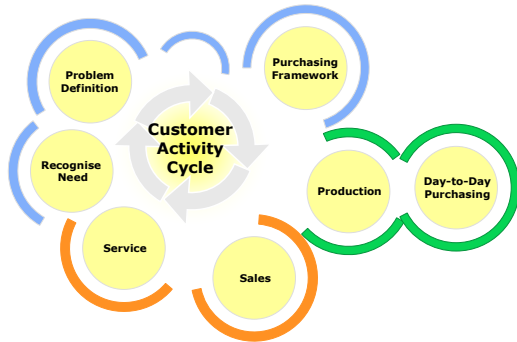 Customer
Activity
Cycle
Problem
Definition
Purchasing
Framework
Recognise
Need
Production
Day-to-Day
Purchasing
Service
Sales